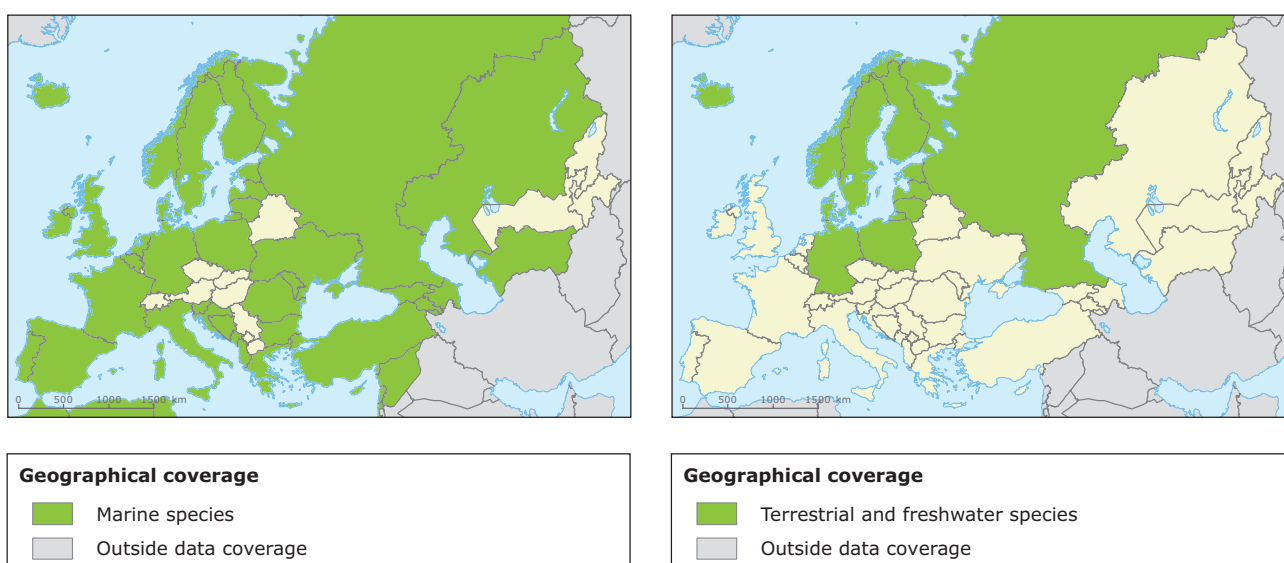 0 500 1000 1500 km
0 500 1000 1500 km
Geographical coverage
Marine species
Outside data coverage
Geographical coverage
Terrestrial and freshwater species
Outside data coverage